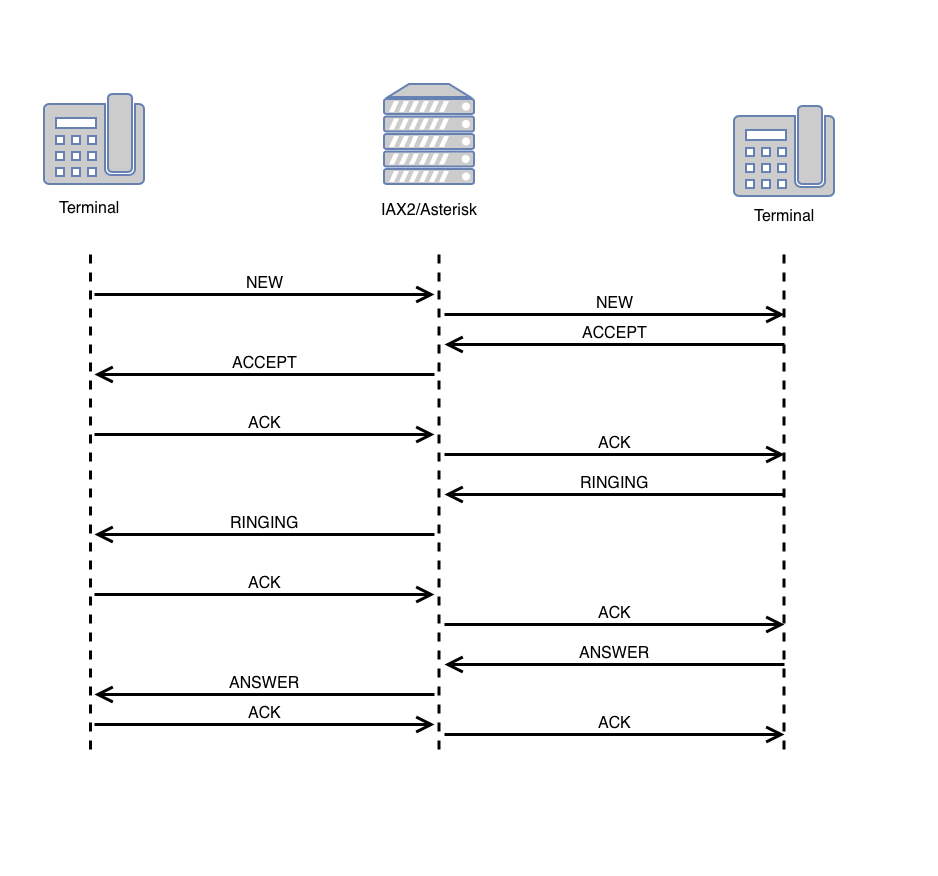 Terminal
IAX2/Asterisk
Terminal
NEW
NEW
ACCEPT
ACCEPT
ACK
ACK
RINGING
RINGING
ACK
ACK
ANSWER
ANSWER
ACK
ACK